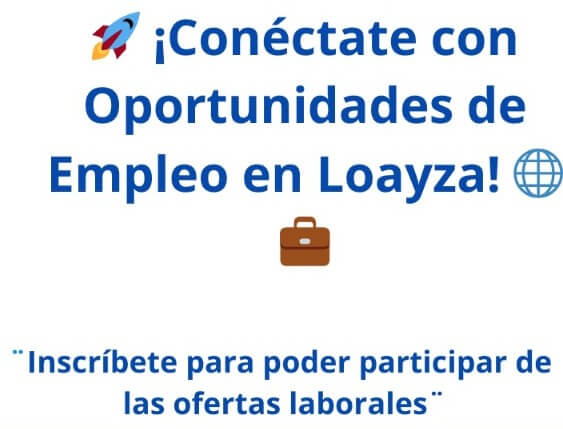 🚀 ¡Conéctate con
Oportunidades de
Empleo en Loayza! 🌐
💼
¨Inscríbete para poder participar de
las ofertas laborales¨